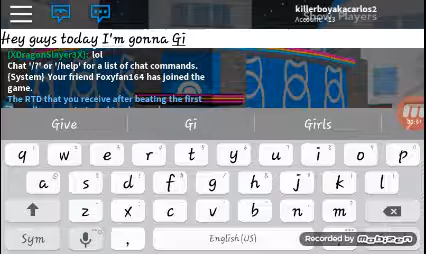 killerboyakacarlos2
Account: 13
Hey guys today I'm gonna Gi
[XDragonSlayer3X]: lol
Chat '/?' or '/help' for a list of chat commands.
{System} Your friend Foxyfan164 has joined the
game.
The RTD that you receive after beating the first
Give Gi Girls
q w e r t y u i o p
a s d f g h j k l
z x c v b n m
Sym , English(US)
Recorded by Mobizen